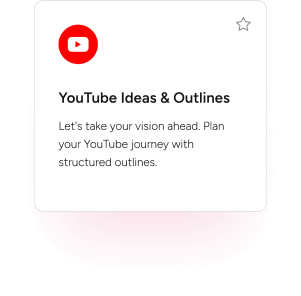 YouTube Ideas & Outlines
Let's take your vision ahead. Plan
your YouTube journey with
structured outlines.